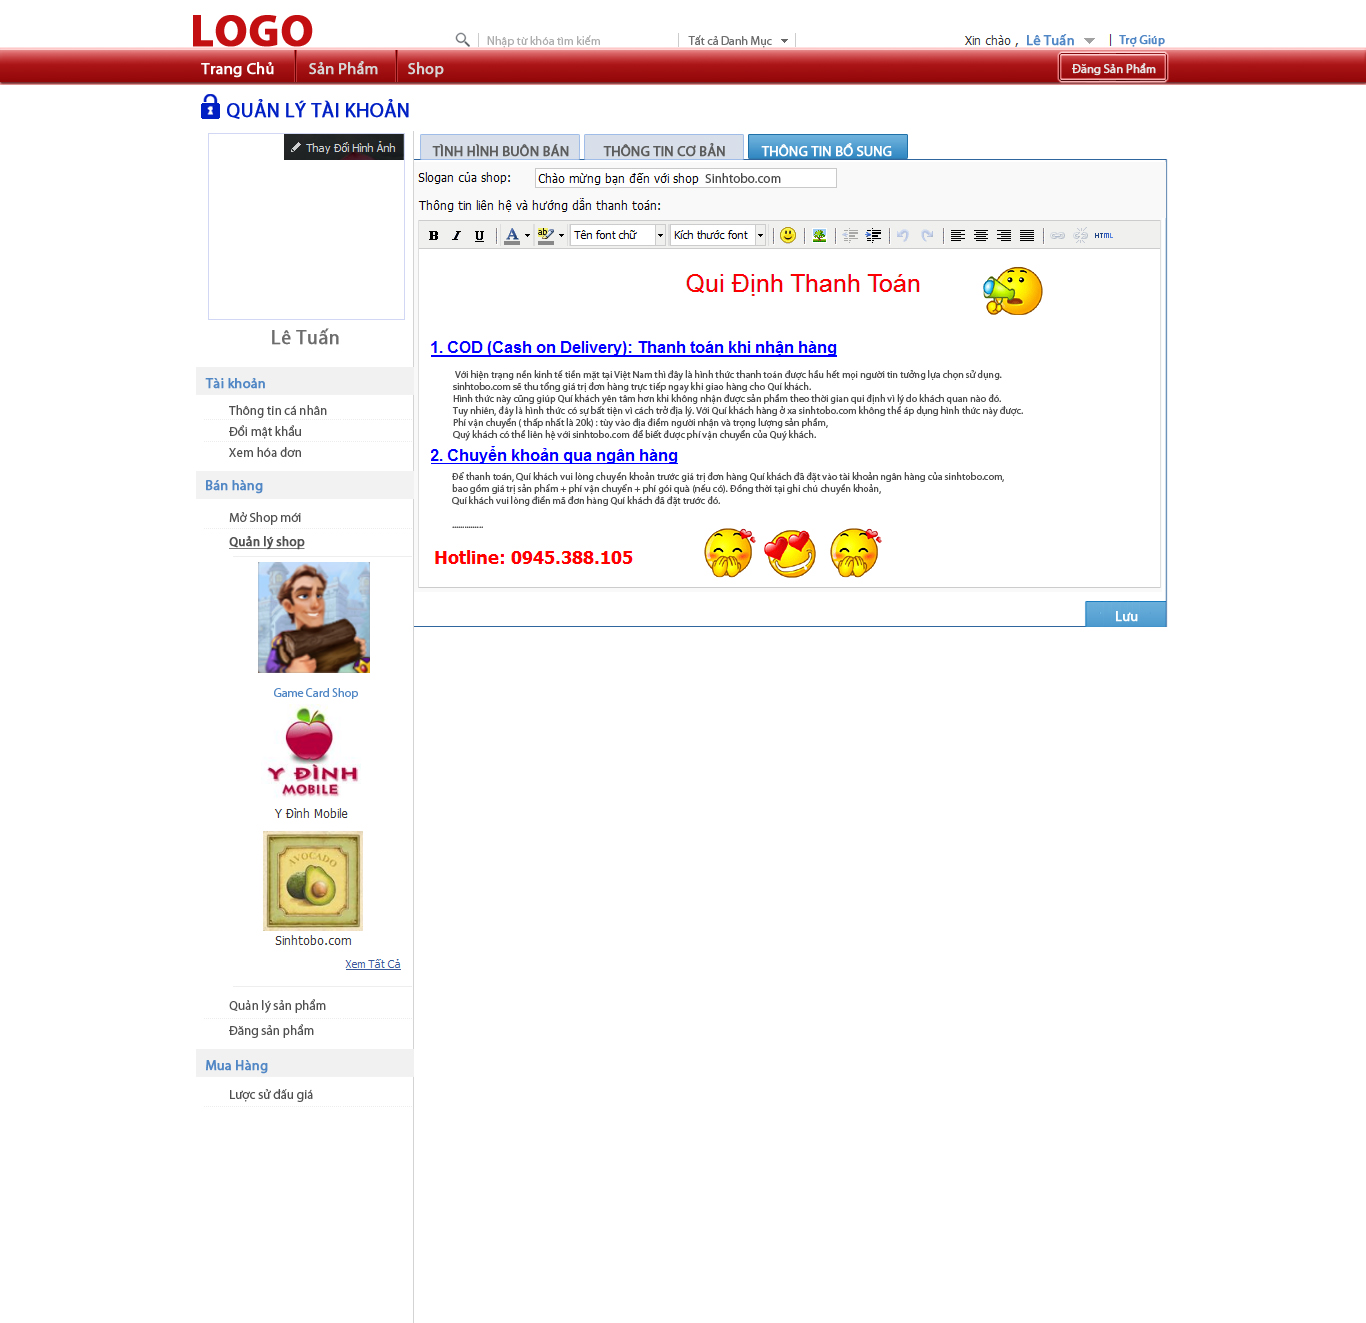 LOGO
Nhập từ khóa tìm kiếm
Tất cả Danh Mục
Xin chào , Lê Tuấn
Trợ Giúp
Trang Chủ
Sản Phẩm
Shop
Đăng Sản Phẩm
QUẢN LÝ TÀI KHOẢN
Thay Đổi Hình Ảnh
Lê Tuấn
Tài khoản
Thông tin cá nhân
Đổi mật khẩu
Xem hóa dơn
Bán hàng
Mở Shop mới
Quản lý shop
Game Card Shop
Y ĐÌNH
MOBILE
Y Đình Mobile
AVOCADO
Sinhtobo.com
Xem Tất Cả
Quản lý sản phẩm
Đăng sản phẩm
Mua Hàng
Lược sử dấu giá
TÌNH HÌNH BUÔN BÁN
THÔNG TIN CƠ BẢN
THÔNG TIN BỔ SUNG
Slogan của shop: Chào mừng bạn đến với shop Sinhtobo.com
Thông tin liên hệ và hướng dẫn thanh toán:
B I U A ab Tên font chữ Kích thước font HTML
Qui Định Thanh Toán
1. COD (Cash on Delivery): Thanh toán khi nhận hàng
Với hiện trạng nền kinh tế tiền mặt tại Việt Nam thì đây là hình thức thanh toán được hầu hết mọi người tin tưởng lựa chọn sử dụng.
sinhtobo.com sẽ thu tổng giá trị đơn hàng trực tiếp ngay khi giao hàng cho Quí khách.
Hình thức này cũng giúp Quí khách yên tâm hơn khi không nhận được sản phẩm theo thời gian qui định vì lý do khách quan nào đó.
Tuy nhiên, đây là hình thức có sự bất tiện vì cách trở địa lý. Với Quí khách hàng ở xa sinhtobo.com không thể áp dụng hình thức này được.
Phí vận chuyển ( thấp nhất là 20k) : tùy vào địa điểm người nhận và trọng lượng sản phẩm,
Quý khách có thể liên hệ với sinhtobo.com để biết được phí vận chuyển của Quý khách.
2. Chuyển khoản qua ngân hàng
Để thanh toán, Quí khách vui lòng chuyển khoản trước giá trị đơn hàng Quí khách đã đặt vào tài khoản ngân hàng của sinhtobo.com,
bao gồm giá trị sản phẩm + phí vận chuyển + phí gói quà (nếu có). Đồng thời tại ghi chú chuyển khoản,
Quí khách vui lòng điền mã đơn hàng Quí khách đã đặt trước đó.
...............
Hotline: 0945.388.105
Lưu